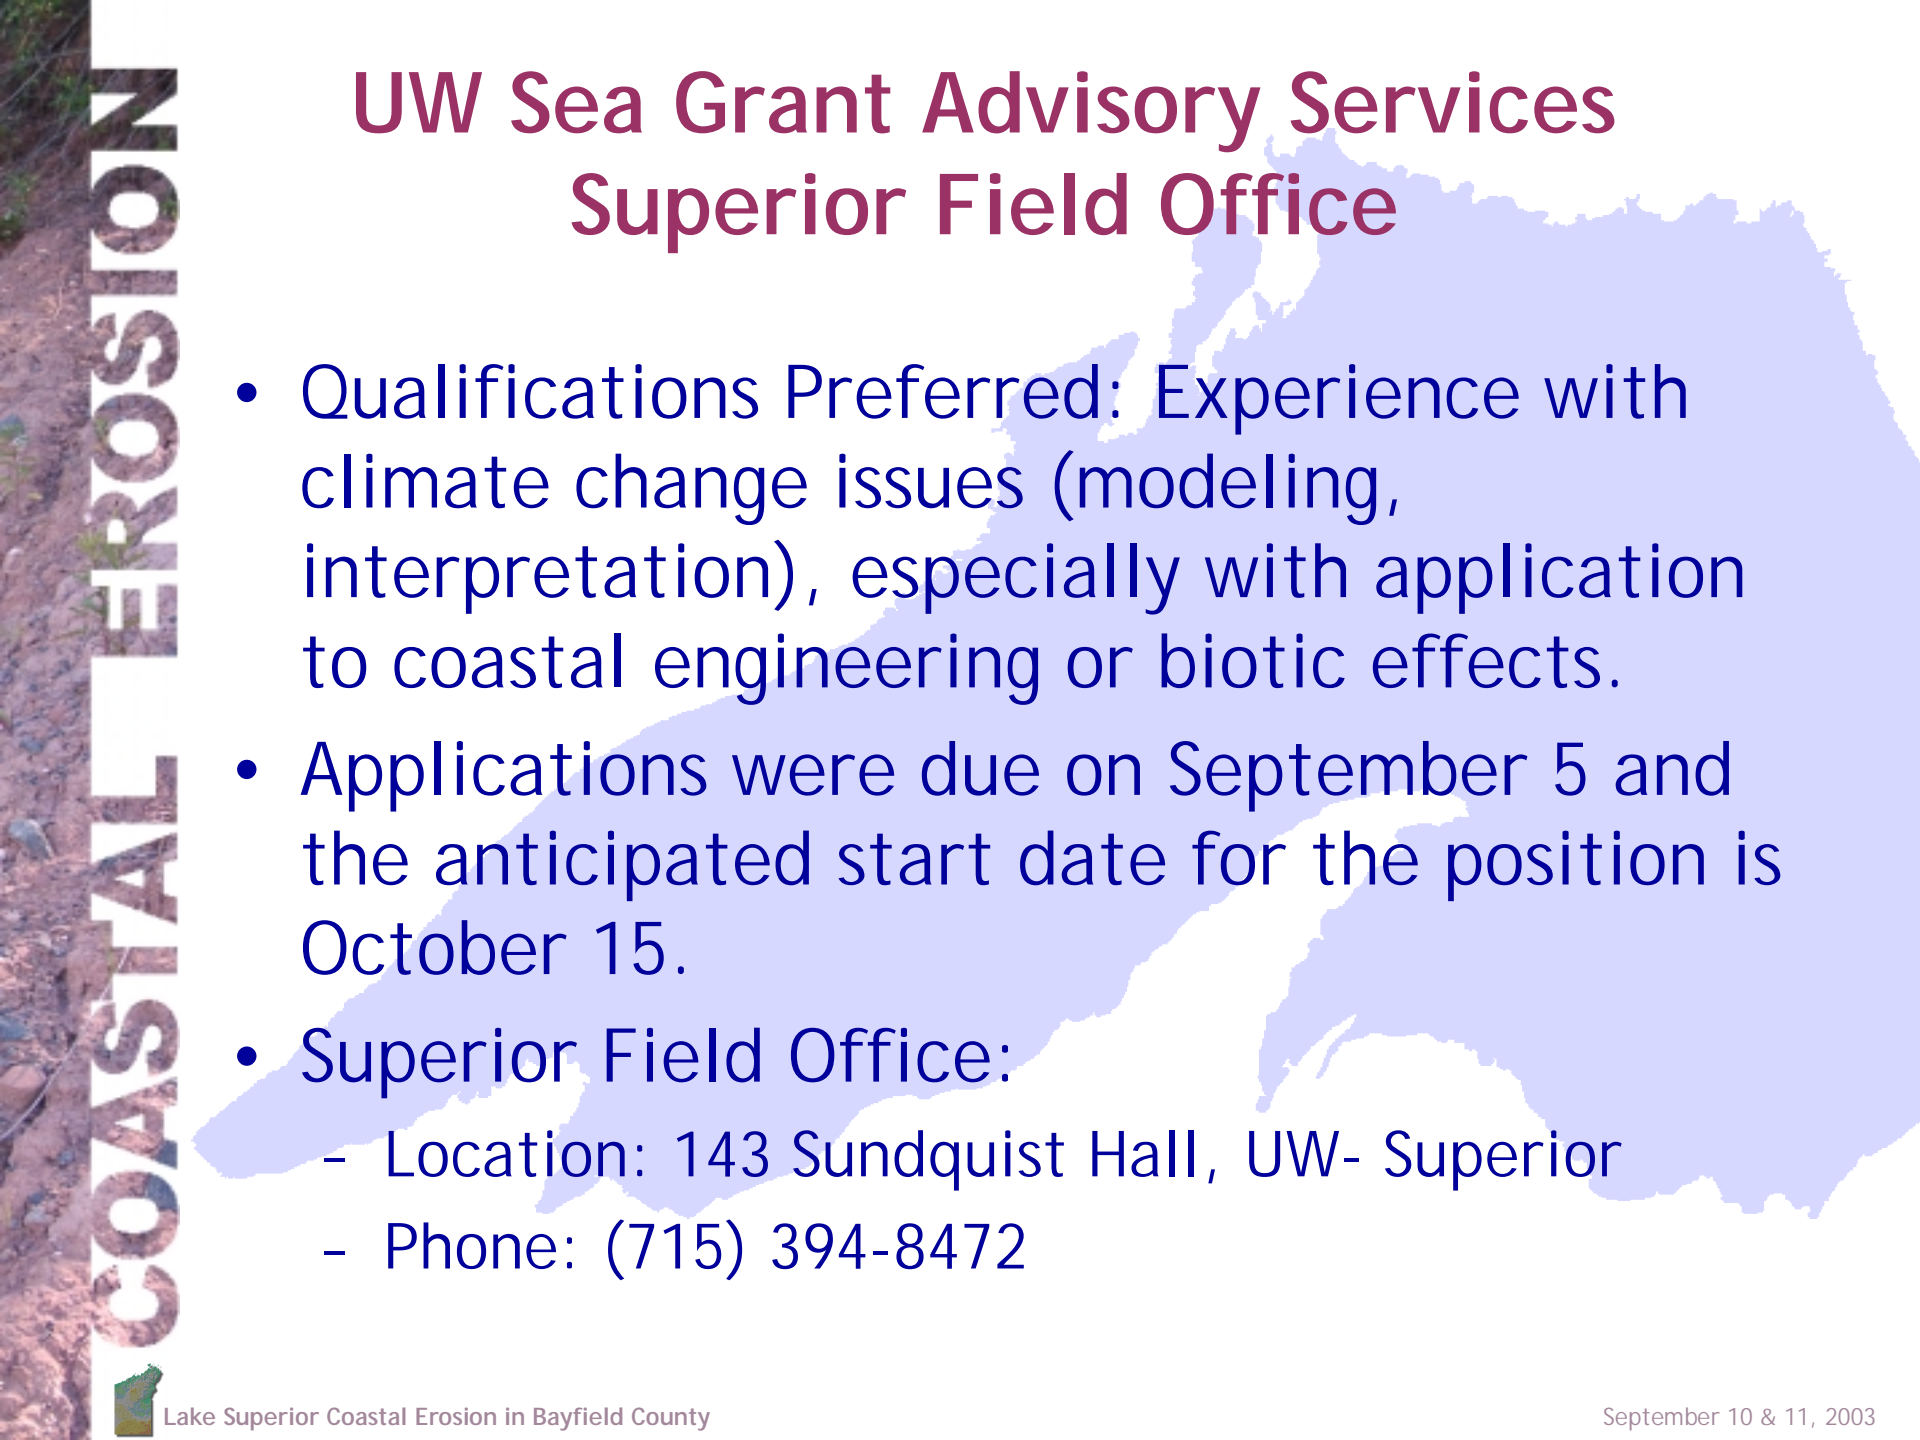 COASTAL EROSION
UW Sea Grant Advisory Services
Superior Field Office
• Qualifications Preferred: Experience with
climate change issues (modeling,
interpretation), especially with application
to coastal engineering or biotic effects.
• Applications were due on September 5 and
the anticipated start date for the position is
October 15.
• Superior Field Office:
– Location: 143 Sundquist Hall, UW- Superior
– Phone: (715) 394-8472
Lake Superior Coastal Erosion in Bayfield County
September 10 & 11, 2003